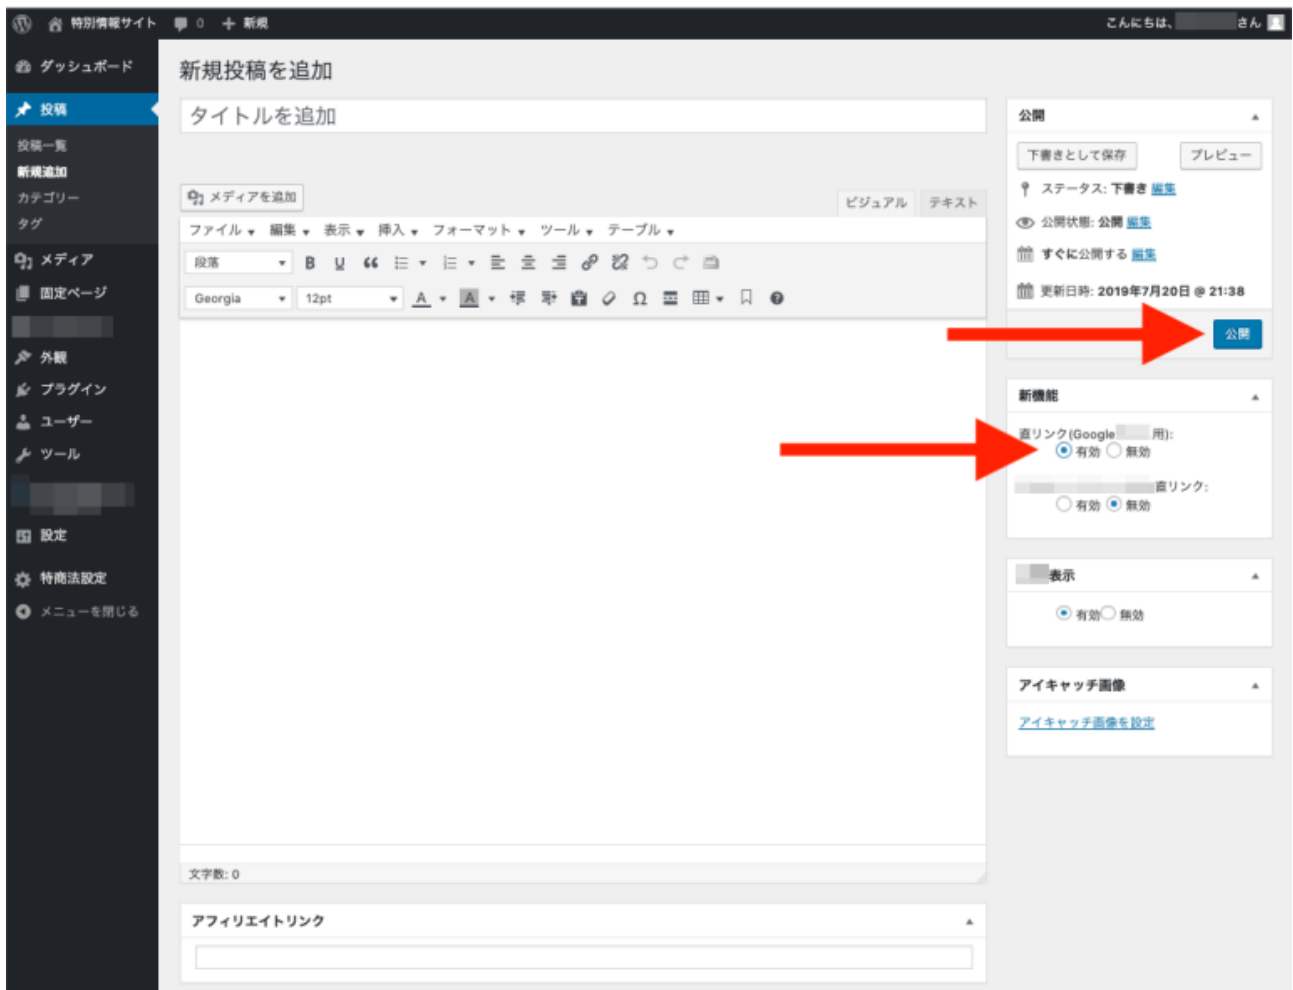 特別情報サイト 0 新規
こんにちは、 さん
ダッシュボード
投稿
投稿一覧
新規追加
カテゴリー
タグ
メディア
固定ページ
外観
プラグイン
ユーザー
ツール
設定
特商法設定
メニューを閉じる
新規投稿を追加
タイトルを追加
メディアを追加
ビジュアル テキスト
ファイル 編集 表示 挿入 フォーマット ツール テーブル
段落 B U
Georgia 12pt A A Ω
文字数: 0
アフィリエイトリンク
公開
下書きとして保存 プレビュー
ステータス: 下書き 編集
公開状態: 公開 編集
すぐに公開する 編集
更新日時: 2019年7月20日 @ 21:38
公開
新機能
直リンク(Google 用):
有効 無効
直リンク:
有効 無効
表示
有効 無効
アイキャッチ画像
アイキャッチ画像を設定